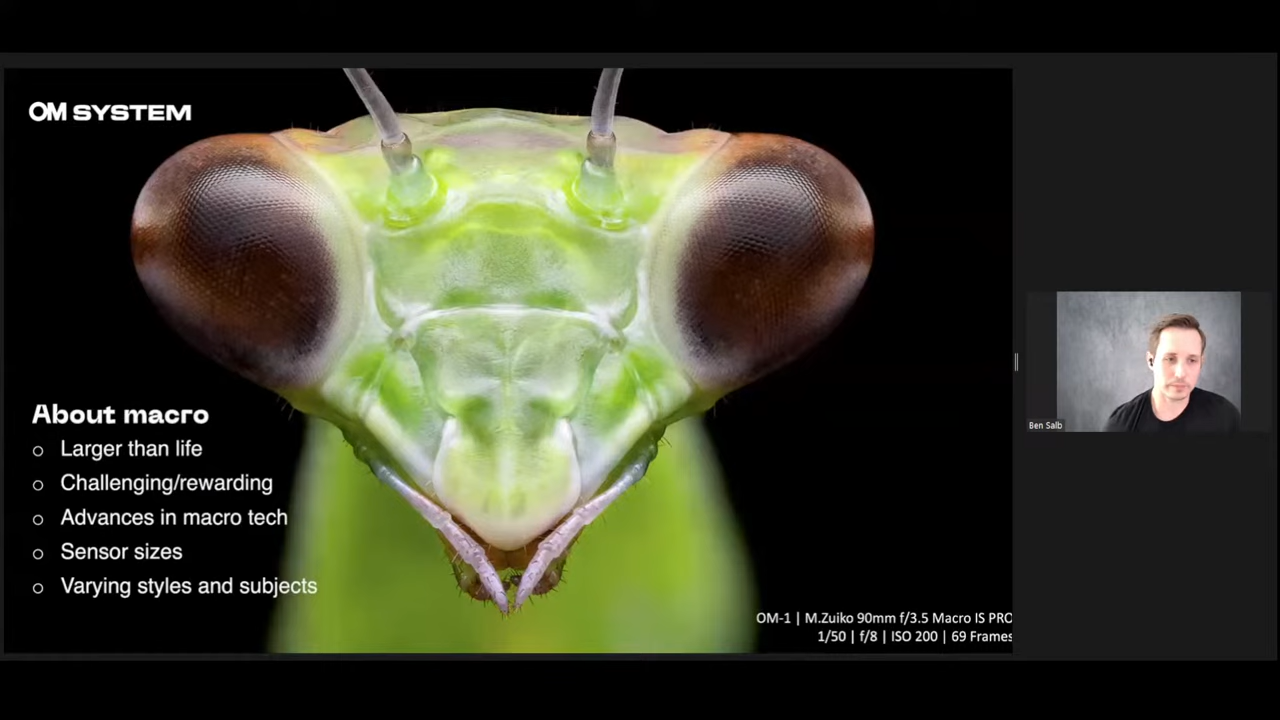 OM SYSTEM
About macro
Larger than life
Challenging/rewarding
Advances in macro tech
Sensor sizes
Varying styles and subjects
OM-1 | M.Zuiko 90mm f/3.5 Macro IS PRO
1/50 | f/8 | ISO 200 | 69 Frames
Ben Salb